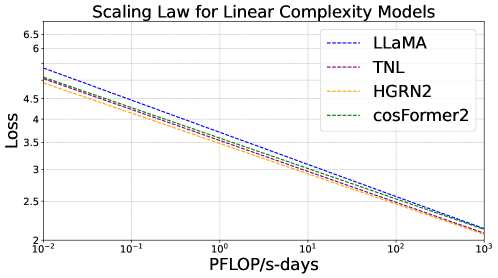 Scaling Law for Linear Complexity Models
Loss
6.5
6
4.5
4
3.5
3
2.5
2
LLaMA
TNL
HGRN2
cosFormer2
10⁻² 10⁻¹ 10⁰ 10¹ 10² 10³
PFLOP/s-days